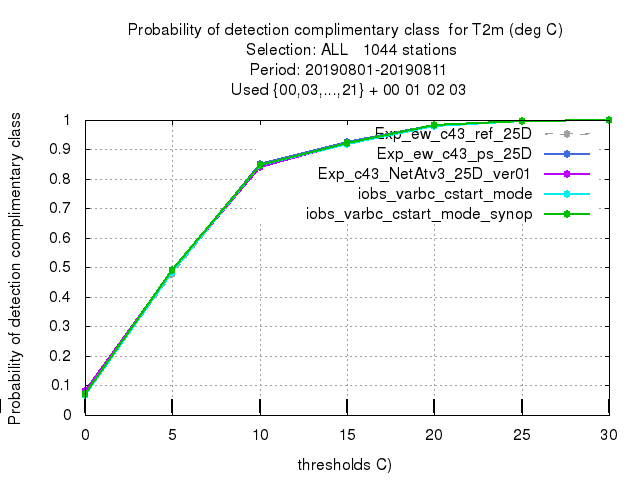 Probability of detection complimentary class for T2m (deg C)
Selection: ALL 1044 stations
Period: 20190801-20190811
Used {00,03,...,21} + 00 01 02 03
Probability of detection complimentary class
1
0.9
0.8
0.7
0.6
0.5
0.4
0.3
0.2
0.1
0
Exp_ew_c43_ref_25D
Exp_ew_c43_ps_25D
Exp_c43_NetAtv3_25D_ver01
iobs_varbc_cstart_mode
iobs_varbc_cstart_mode_synop
0 5 10 15 20 25 30
thresholds C)